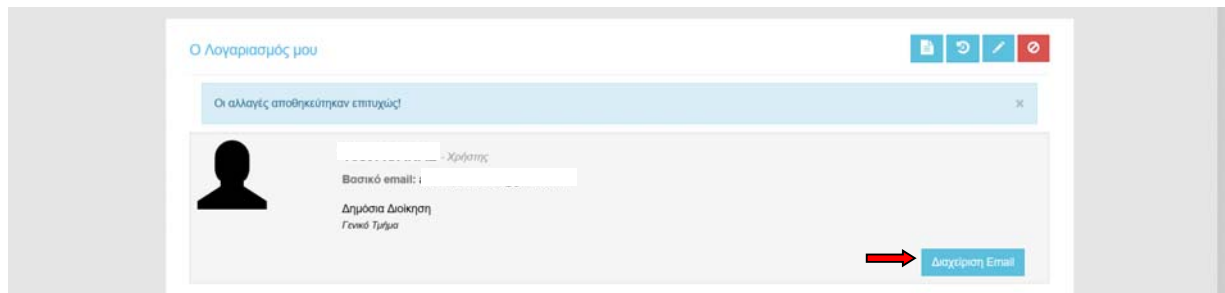 Ο Λογαριασμός μου
Οι αλλαγές αποθηκεύτηκαν επιτυχώς!
- Χρήστης
Βασικό email:
Δημόσια Διοίκηση
Γενικό Τμήμα
Διαχείριση Email